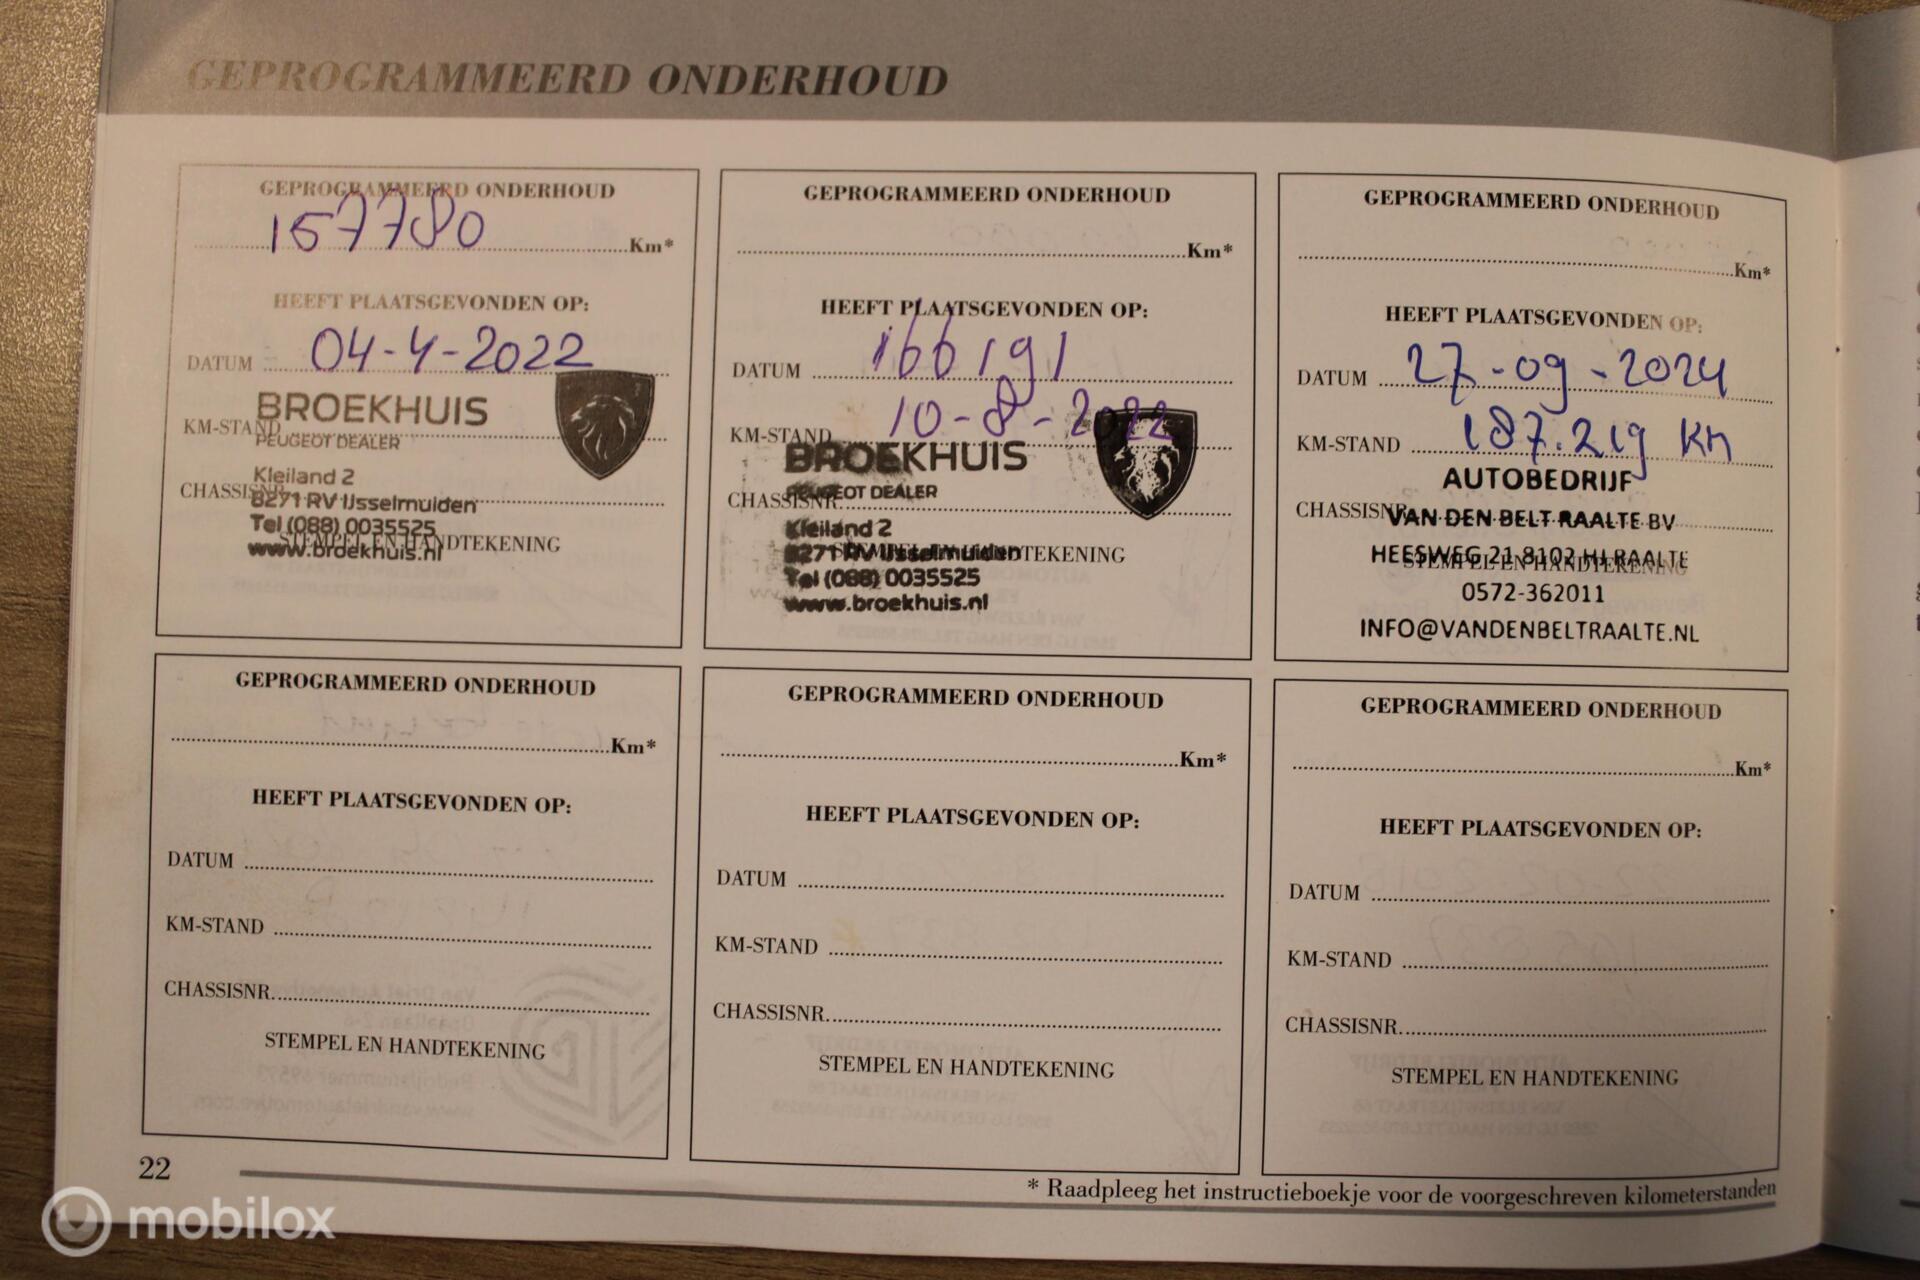 GEPROGRAMMEERD ONDERHOUD
GEPROGRAMMEERD ONDERHOUD
157780 Km*
HEEFT PLAATSGEVONDEN OP:
DATUM 04-4-2022
BROEKHUIS
KM-STAND
PEUGEOT DEALER
Kleiland 2
CHASSISNR.
8271 RV IJsselmuiden
Tel (088) 0035525
STEMPEL EN HANDTEKENING
www.broekhuis.nl
GEPROGRAMMEERD ONDERHOUD
Km*
HEEFT PLAATSGEVONDEN OP:
DATUM 166191
KM-STAND 10-8-2022
BROEKHUIS
PEUGEOT DEALER
CHASSISNR.
Kleiland 2
8271 RV IJsselmuiden
STEMPEL EN HANDTEKENING
Tel (088) 0035525
www.broekhuis.nl
GEPROGRAMMEERD ONDERHOUD
Km*
HEEFT PLAATSGEVONDEN OP:
DATUM 27-09-2024
KM-STAND 187.219 Km
AUTOBEDRIJF
CHASSISNR.
VAN DEN BELT RAALTE BV
HEESWEG 21 8102 HJ RAALTE
STEMPEL EN HANDTEKENING
0572-362011
INFO@VANDENBELTRAALTE.NL
GEPROGRAMMEERD ONDERHOUD
Km*
HEEFT PLAATSGEVONDEN OP:
DATUM
KM-STAND
CHASSISNR.
STEMPEL EN HANDTEKENING
GEPROGRAMMEERD ONDERHOUD
Km*
HEEFT PLAATSGEVONDEN OP:
DATUM
KM-STAND
CHASSISNR.
STEMPEL EN HANDTEKENING
GEPROGRAMMEERD ONDERHOUD
Km*
HEEFT PLAATSGEVONDEN OP:
DATUM
KM-STAND
CHASSISNR.
STEMPEL EN HANDTEKENING
22
* Raadpleeg het instructieboekje voor de voorgeschreven kilometerstanden
mobilox